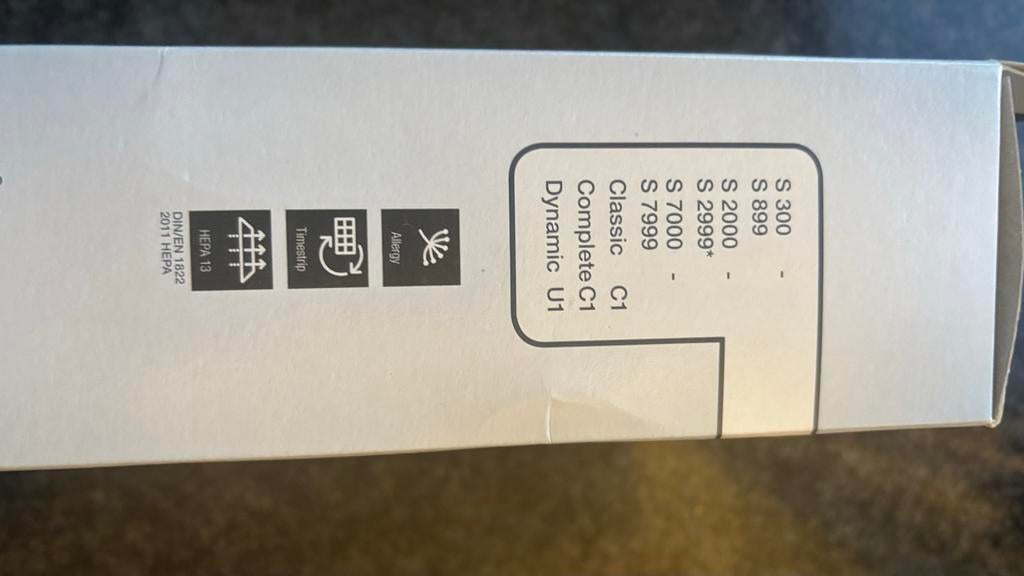 S 300 -
S 899
S 2000 -
S 2999*
S 7000 -
S 7999
Classic C1
Complete C1
Dynamic U1
Allergy
Timestrip
HEPA 13
DIN/EN 1822
2011 HEPA